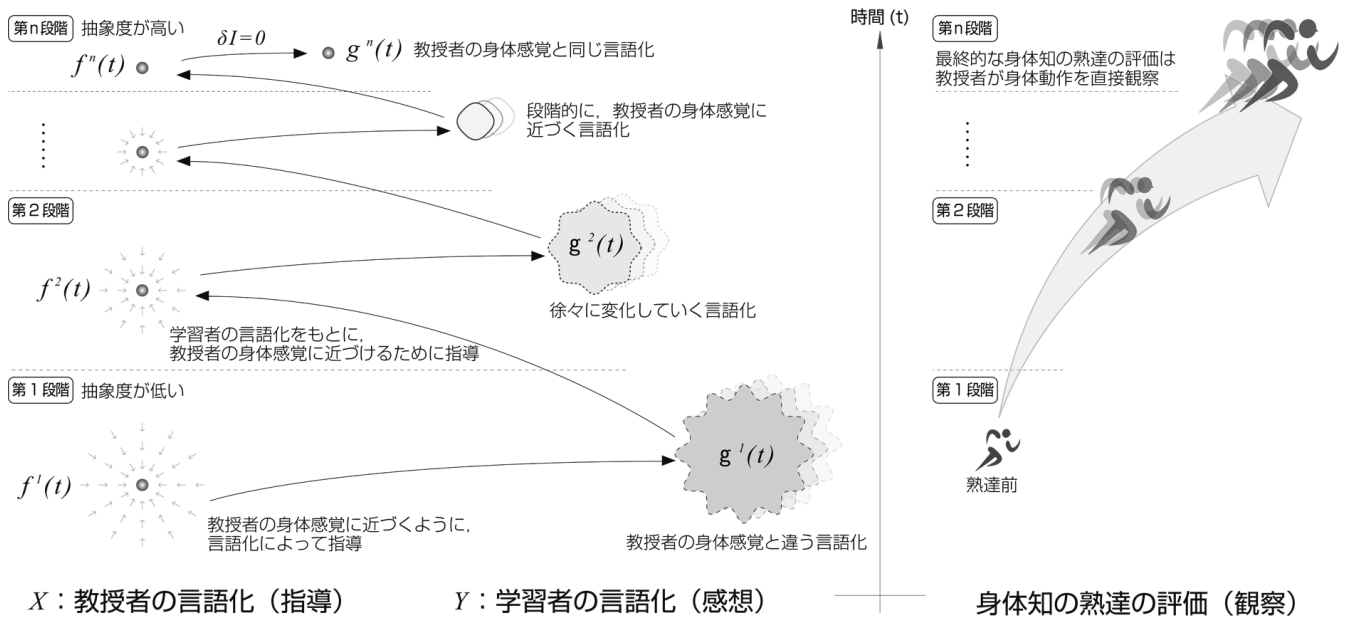 第n段階 抽象度が高い
δI=0
fⁿ(t)
gⁿ(t) 教授者の身体感覚と同じ言語化
段階的に，教授者の身体感覚に
近づく言語化
第２段階
f²(t)
g²(t)
徐々に変化していく言語化
学習者の言語化をもとに，
教授者の身体感覚に近づけるために指導
第１段階 抽象度が低い
f¹(t)
g¹(t)
教授者の身体感覚に近づくように，
言語化によって指導
教授者の身体感覚と違う言語化
X：教授者の言語化（指導）
Y：学習者の言語化（感想）
時間 (t)
第n段階
最終的な身体知の熟達の評価は
教授者が身体動作を直接観察
第２段階
第１段階
熟達前
身体知の熟達の評価（観察）